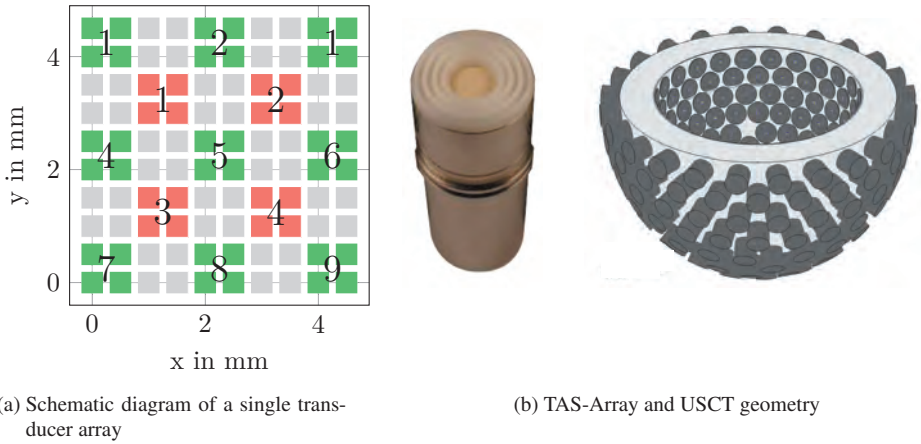 1 2 1
4
1 2
4 5 6
2
3 4
7 8 9
0
0 2 4
y in mm
x in mm
(a) Schematic diagram of a single trans-
ducer array
(b) TAS-Array and USCT geometry